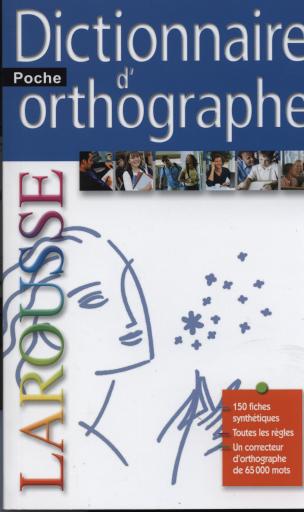 Dictionnaire
Poche
d'
orthographe
LAROUSSE
150 fiches
synthétiques
Toutes les règles
Un correcteur
d'orthographe
de 65 000 mots